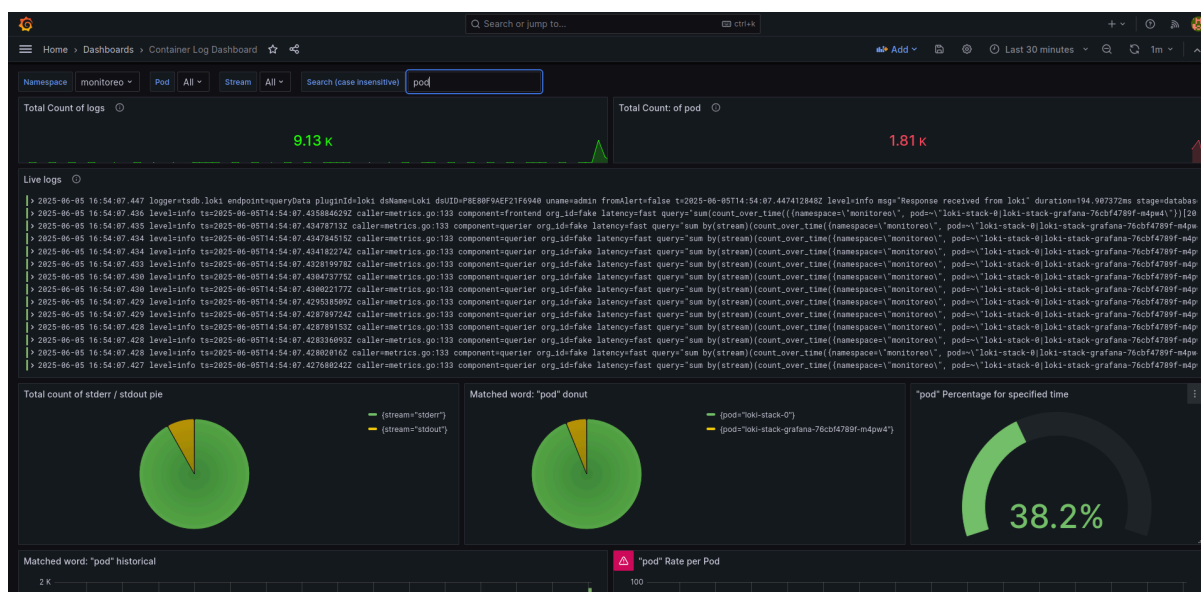 Search or jump to... ctrl+k
Home › Dashboards › Container Log Dashboard Add Last 30 minutes 1m
Namespace monitoreo Pod All Stream All Search (case insensitive) pod
Total Count of logs Total Count: of pod
9.13 K 1.81 K
Live logs
> 2025-06-05 16:54:07.447 logger=tsdb.loki endpoint=queryData pluginId=loki dsName=Loki dsUID=P8E80F9AEF21F6940 uname=admin fromAlert=false t=2025-06-05T14:54:07.447412848Z level=info msg="Response received from loki" duration=194.907372ms stage=databas
> 2025-06-05 16:54:07.436 level=info ts=2025-06-05T14:54:07.435884629Z caller=metrics.go:133 component=frontend org_id=fake latency=fast query="sum(count_over_time(({namespace=\"monitoreo\", pod=~\"loki-stack-0|loki-stack-grafana-76cbf4789f-m4pw4\"})[20
> 2025-06-05 16:54:07.435 level=info ts=2025-06-05T14:54:07.43478713Z caller=metrics.go:133 component=querier org_id=fake latency=fast query="sum by(stream)(count_over_time({namespace=\"monitoreo\", pod=~\"loki-stack-0|loki-stack-grafana-76cbf4789f-m4pw
> 2025-06-05 16:54:07.434 level=info ts=2025-06-05T14:54:07.434784515Z caller=metrics.go:133 component=querier org_id=fake latency=fast query="sum by(stream)(count_over_time({namespace=\"monitoreo\", pod=~\"loki-stack-0|loki-stack-grafana-76cbf4789f-m4p
> 2025-06-05 16:54:07.434 level=info ts=2025-06-05T14:54:07.434182274Z caller=metrics.go:133 component=querier org_id=fake latency=fast query="sum by(stream)(count_over_time({namespace=\"monitoreo\", pod=~\"loki-stack-0|loki-stack-grafana-76cbf4789f-m4p
> 2025-06-05 16:54:07.433 level=info ts=2025-06-05T14:54:07.432819978Z caller=metrics.go:133 component=querier org_id=fake latency=fast query="sum by(stream)(count_over_time({namespace=\"monitoreo\", pod=~\"loki-stack-0|loki-stack-grafana-76cbf4789f-m4p
> 2025-06-05 16:54:07.430 level=info ts=2025-06-05T14:54:07.430473775Z caller=metrics.go:133 component=querier org_id=fake latency=fast query="sum by(stream)(count_over_time({namespace=\"monitoreo\", pod=~\"loki-stack-0|loki-stack-grafana-76cbf4789f-m4p
> 2025-06-05 16:54:07.430 level=info ts=2025-06-05T14:54:07.430022177Z caller=metrics.go:133 component=querier org_id=fake latency=fast query="sum by(stream)(count_over_time({namespace=\"monitoreo\", pod=~\"loki-stack-0|loki-stack-grafana-76cbf4789f-m4p
> 2025-06-05 16:54:07.429 level=info ts=2025-06-05T14:54:07.429538509Z caller=metrics.go:133 component=querier org_id=fake latency=fast query="sum by(stream)(count_over_time({namespace=\"monitoreo\", pod=~\"loki-stack-0|loki-stack-grafana-76cbf4789f-m4p
> 2025-06-05 16:54:07.429 level=info ts=2025-06-05T14:54:07.428789724Z caller=metrics.go:133 component=querier org_id=fake latency=fast query="sum by(stream)(count_over_time({namespace=\"monitoreo\", pod=~\"loki-stack-0|loki-stack-grafana-76cbf4789f-m4p
> 2025-06-05 16:54:07.428 level=info ts=2025-06-05T14:54:07.428789153Z caller=metrics.go:133 component=querier org_id=fake latency=fast query="sum by(stream)(count_over_time({namespace=\"monitoreo\", pod=~\"loki-stack-0|loki-stack-grafana-76cbf4789f-m4p
> 2025-06-05 16:54:07.428 level=info ts=2025-06-05T14:54:07.428336093Z caller=metrics.go:133 component=querier org_id=fake latency=fast query="sum by(stream)(count_over_time({namespace=\"monitoreo\", pod=~\"loki-stack-0|loki-stack-grafana-76cbf4789f-m4p
> 2025-06-05 16:54:07.428 level=info ts=2025-06-05T14:54:07.42802016Z caller=metrics.go:133 component=querier org_id=fake latency=fast query="sum by(stream)(count_over_time({namespace=\"monitoreo\", pod=~\"loki-stack-0|loki-stack-grafana-76cbf4789f-m4pw
> 2025-06-05 16:54:07.427 level=info ts=2025-06-05T14:54:07.427680242Z caller=metrics.go:133 component=querier org_id=fake latency=fast query="sum by(stream)(count_over_time({namespace=\"monitoreo\", pod=~\"loki-stack-0|loki-stack-grafana-76cbf4789f-m4p
Total count of stderr / stdout pie Matched word: "pod" donut "pod" Percentage for specified time
{stream="stderr"} {pod="loki-stack-0"}
{stream="stdout"} {pod="loki-stack-grafana-76cbf4789f-m4pw4"}
38.2%
Matched word: "pod" historical "pod" Rate per Pod
2 K 100